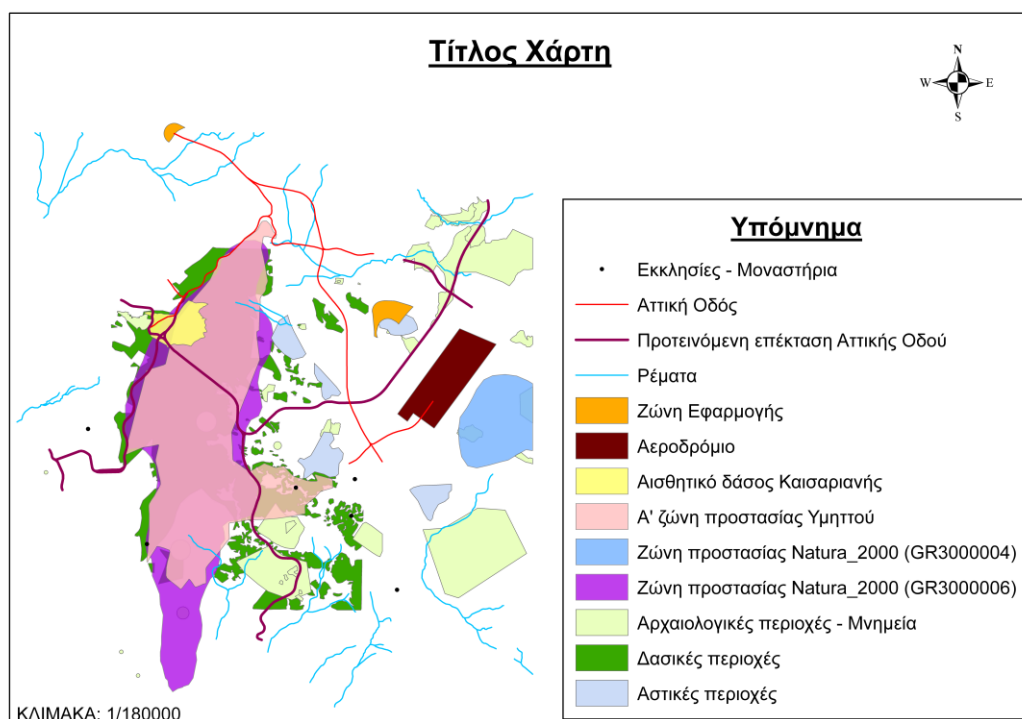 Τίτλος Χάρτη
N
W E
S
Υπόμνημα
Εκκλησίες - Μοναστήρια
Αττική Οδός
Προτεινόμενη επέκταση Αττικής Οδού
Ρέματα
Ζώνη Εφαρμογής
Αεροδρόμιο
Αισθητικό δάσος Καισαριανής
Α' ζώνη προστασίας Υμηττού
Ζώνη προστασίας Natura_2000 (GR3000004)
Ζώνη προστασίας Natura_2000 (GR3000006)
Αρχαιολογικές περιοχές - Μνημεία
Δασικές περιοχές
Αστικές περιοχές
ΚΛΙΜΑΚΑ: 1/180000